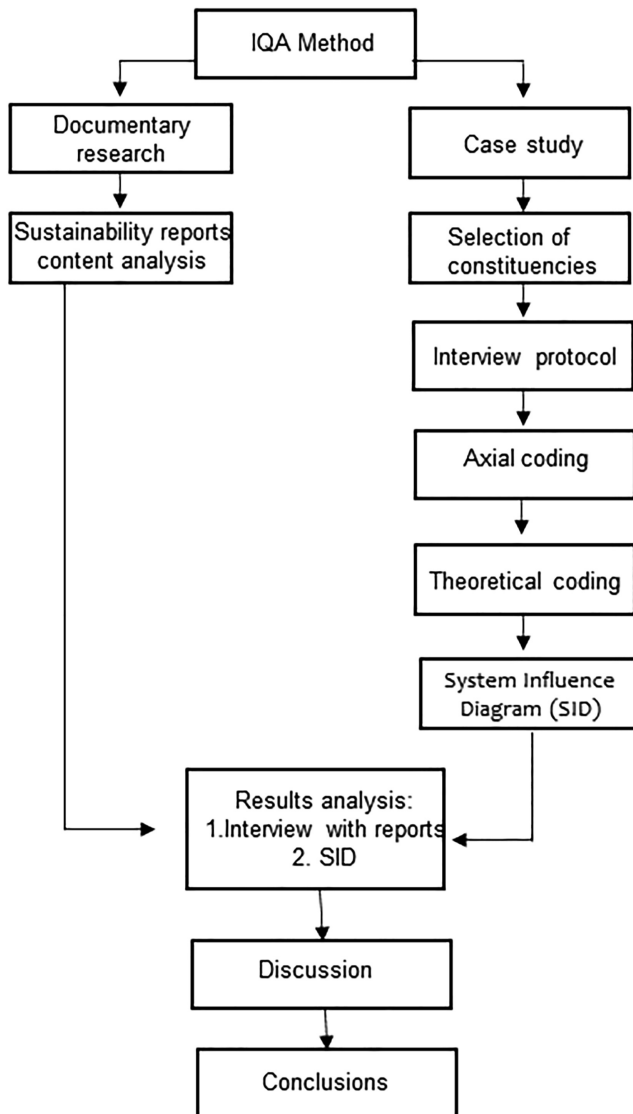 IQA Method
Documentary
research
Sustainability reports
content analysis
Case study
Selection of
constituencies
Interview protocol
Axial coding
Theoretical coding
System Influence
Diagram (SID)
Results analysis:
1.Interview with reports
2. SID
Discussion
Conclusions